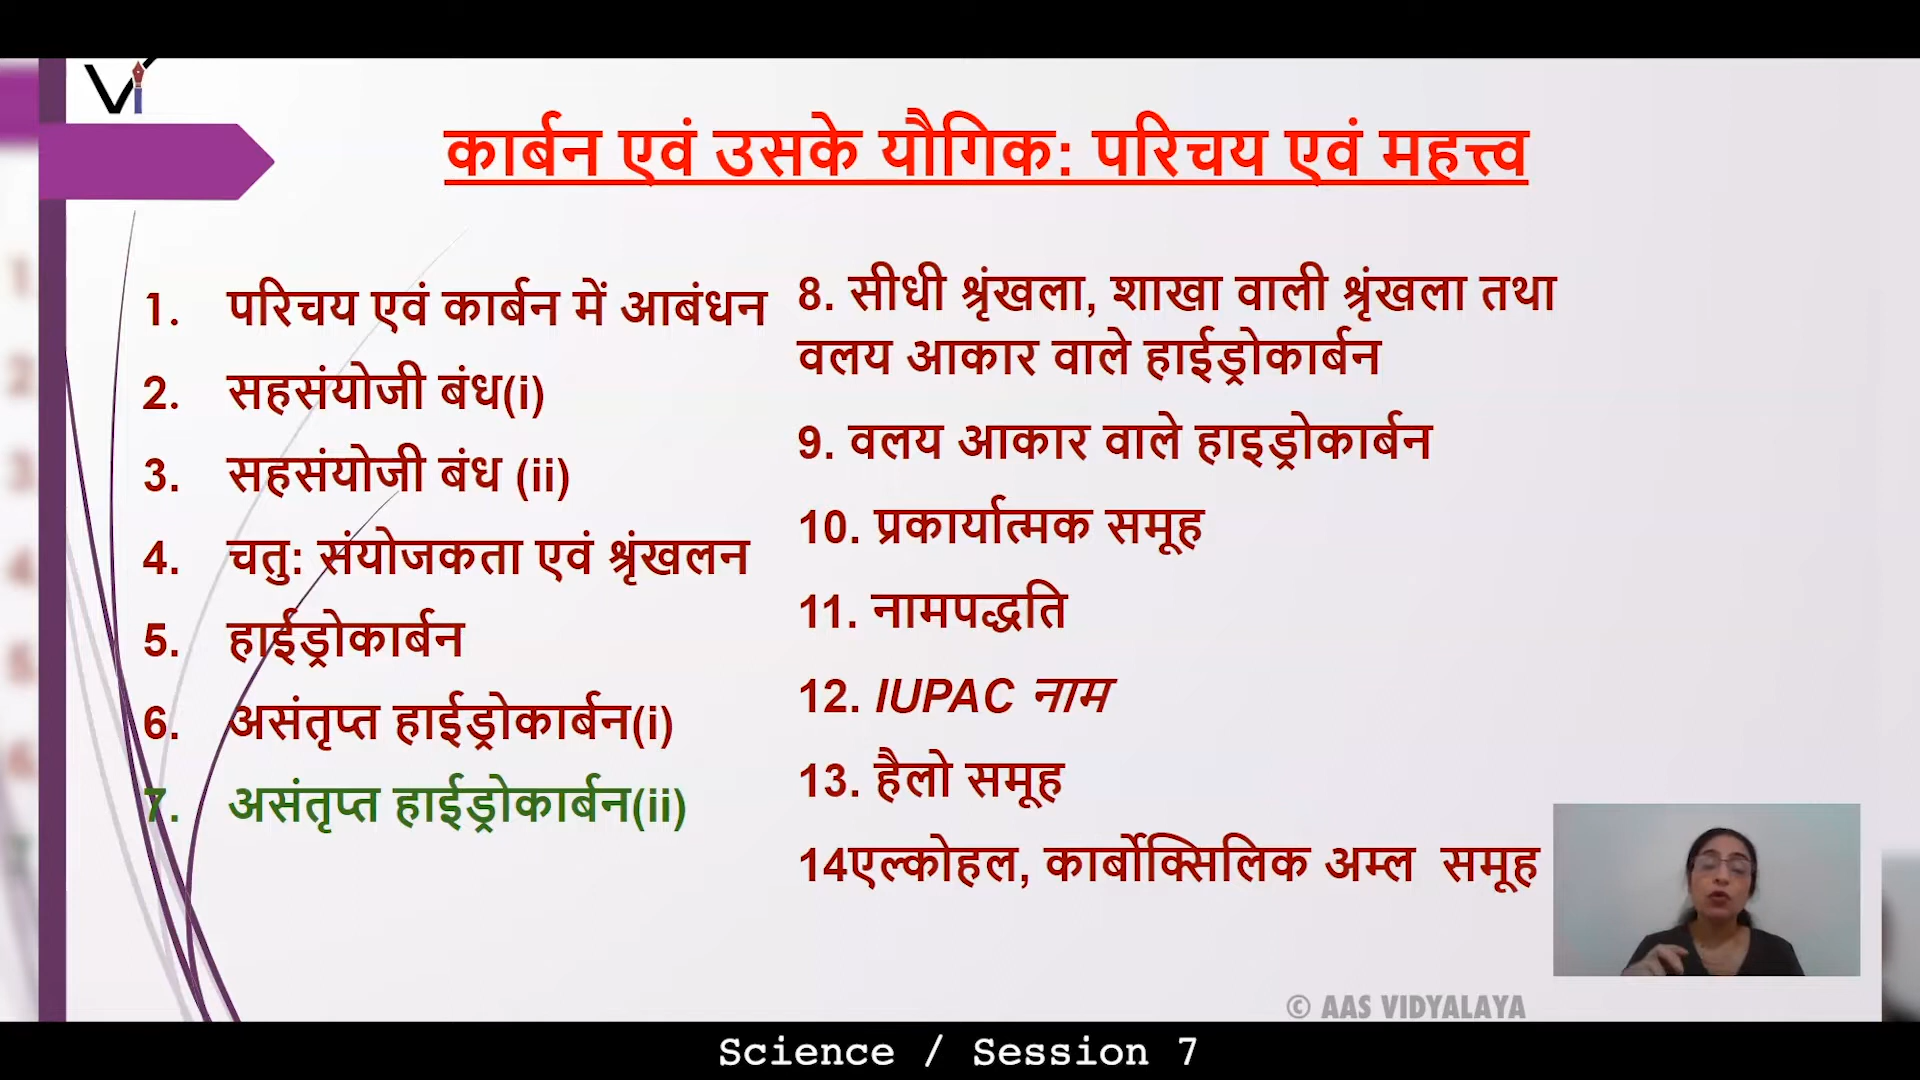 Vi
कार्बन एवं उसके यौगिक: परिचय एवं महत्त्व
1. परिचय एवं कार्बन में आबंधन
2. सहसंयोजी बंध(i)
3. सहसंयोजी बंध (ii)
4. चतु: संयोजकता एवं श्रृंखलन
5. हाईड्रोकार्बन
6. असंतृप्त हाईड्रोकार्बन(i)
7. असंतृप्त हाईड्रोकार्बन(ii)
8. सीधी श्रृंखला, शाखा वाली श्रृंखला तथा
वलय आकार वाले हाईड्रोकार्बन
9. वलय आकार वाले हाइड्रोकार्बन
10. प्रकार्यात्मक समूह
11. नामपद्धति
12. IUPAC नाम
13. हैलो समूह
14एल्कोहल, कार्बोक्सिलिक अम्ल समूह
© AAS VIDYALAYA
Science / Session 7